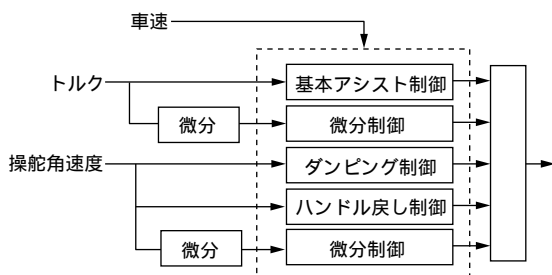 車速
トルク
基本アシスト制御
微分
微分制御
操舵角速度
ダンピング制御
ハンドル戻し制御
微分
微分制御